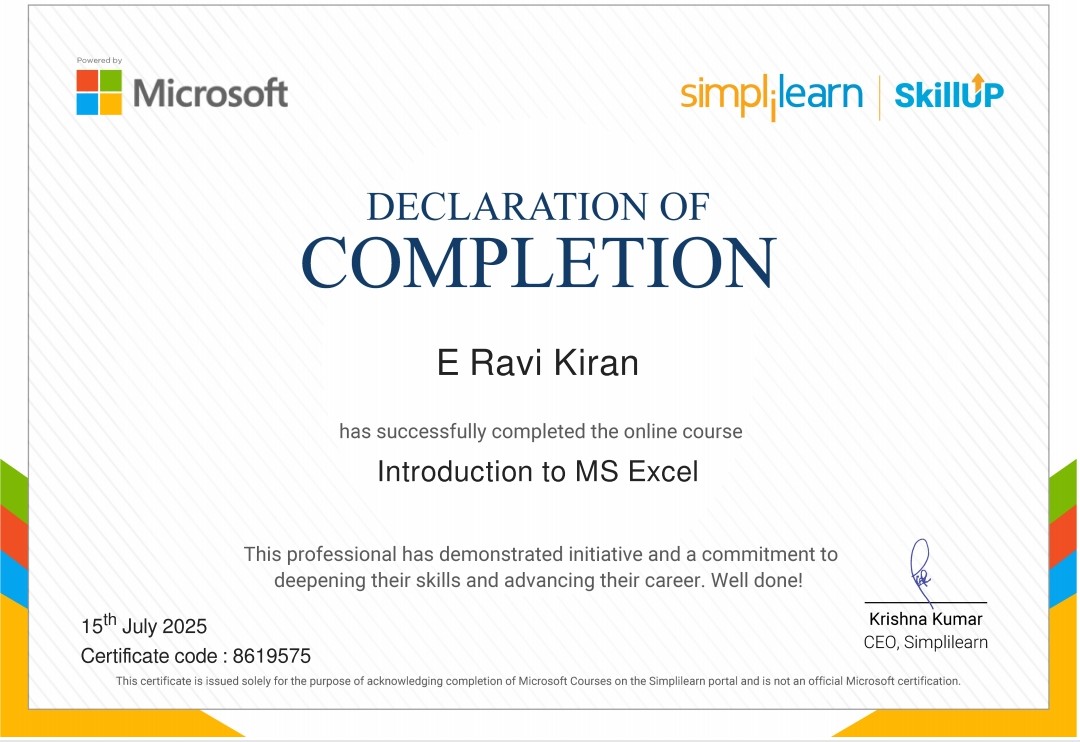 Powered by
Microsoft
simplilearn | SkillUP
DECLARATION OF
COMPLETION
E Ravi Kiran
has successfully completed the online course
Introduction to MS Excel
This professional has demonstrated initiative and a commitment to
deepening their skills and advancing their career. Well done!
15th July 2025
Certificate code : 8619575
Krishna Kumar
CEO, Simplilearn
This certificate is issued solely for the purpose of acknowledging completion of Microsoft Courses on the Simplilearn portal and is not an official Microsoft certification.